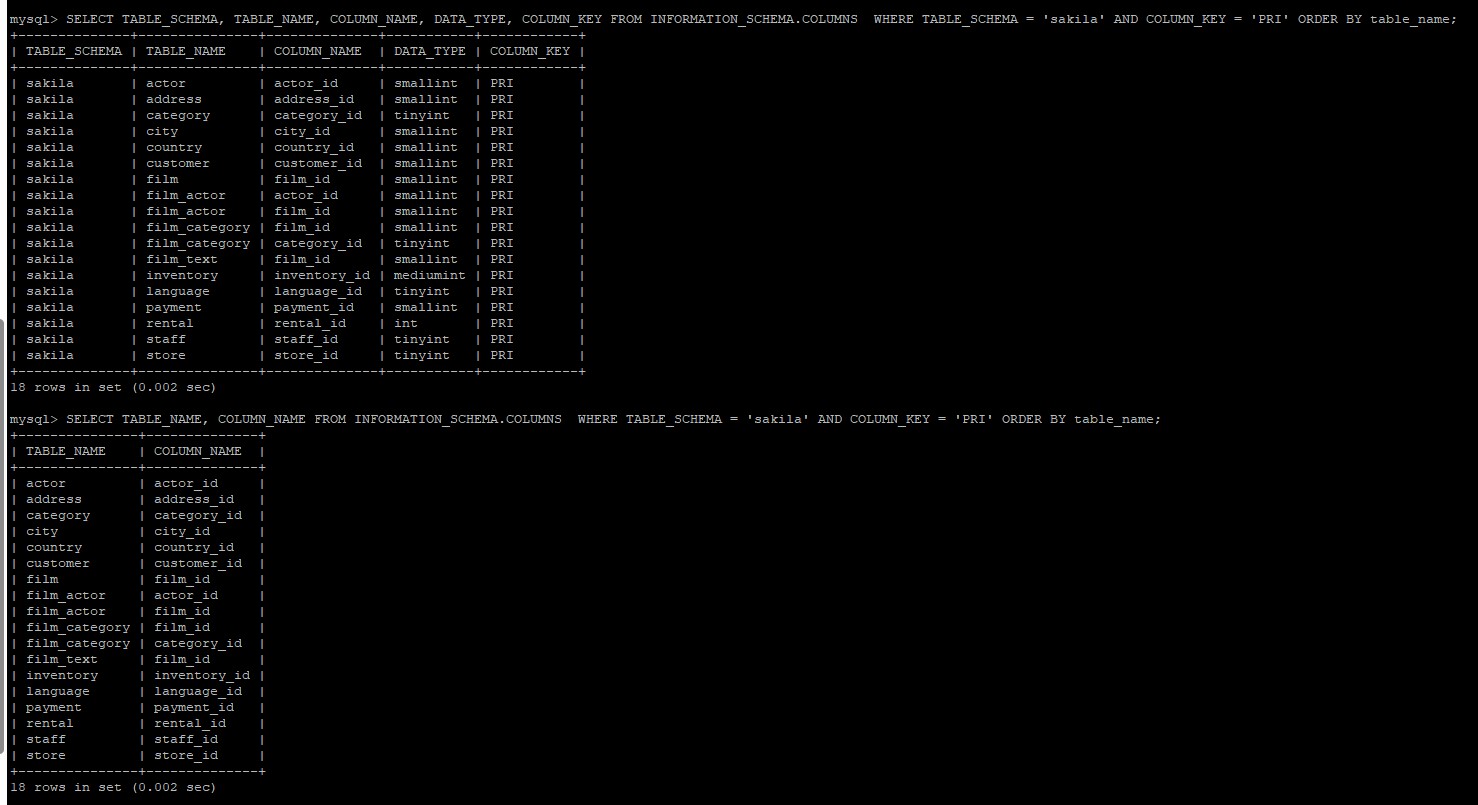 mysql> SELECT TABLE_SCHEMA, TABLE_NAME, COLUMN_NAME, DATA_TYPE, COLUMN_KEY FROM INFORMATION_SCHEMA.COLUMNS  WHERE TABLE_SCHEMA = 'sakila' AND COLUMN_KEY = 'PRI' ORDER BY table_name;
+--------------+---------------+--------------+-----------+------------+
| TABLE_SCHEMA | TABLE_NAME    | COLUMN_NAME  | DATA_TYPE | COLUMN_KEY |
+--------------+---------------+--------------+-----------+------------+
| sakila       | actor         | actor_id     | smallint  | PRI        |
| sakila       | address       | address_id   | smallint  | PRI        |
| sakila       | category      | category_id  | tinyint   | PRI        |
| sakila       | city          | city_id      | smallint  | PRI        |
| sakila       | country       | country_id   | smallint  | PRI        |
| sakila       | customer      | customer_id  | smallint  | PRI        |
| sakila       | film          | film_id      | smallint  | PRI        |
| sakila       | film_actor    | actor_id     | smallint  | PRI        |
| sakila       | film_actor    | film_id      | smallint  | PRI        |
| sakila       | film_category | film_id      | smallint  | PRI        |
| sakila       | film_category | category_id  | tinyint   | PRI        |
| sakila       | film_text     | film_id      | smallint  | PRI        |
| sakila       | inventory     | inventory_id | mediumint | PRI        |
| sakila       | language      | language_id  | tinyint   | PRI        |
| sakila       | payment       | payment_id   | smallint  | PRI        |
| sakila       | rental        | rental_id    | int       | PRI        |
| sakila       | staff         | staff_id     | tinyint   | PRI        |
| sakila       | store         | store_id     | tinyint   | PRI        |
+--------------+---------------+--------------+-----------+------------+
18 rows in set (0.002 sec)
mysql> SELECT TABLE_NAME, COLUMN_NAME FROM INFORMATION_SCHEMA.COLUMNS  WHERE TABLE_SCHEMA = 'sakila' AND COLUMN_KEY = 'PRI' ORDER BY table_name;
+---------------+--------------+
| TABLE_NAME    | COLUMN_NAME  |
+---------------+--------------+
| actor         | actor_id     |
| address       | address_id   |
| category      | category_id  |
| city          | city_id      |
| country       | country_id   |
| customer      | customer_id  |
| film          | film_id      |
| film_actor    | actor_id     |
| film_actor    | film_id      |
| film_category | film_id      |
| film_category | category_id  |
| film_text     | film_id      |
| inventory     | inventory_id |
| language      | language_id  |
| payment       | payment_id   |
| rental        | rental_id    |
| staff         | staff_id     |
| store         | store_id     |
+---------------+--------------+
18 rows in set (0.002 sec)